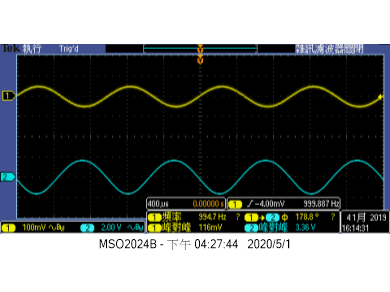 Tek 執行 Trig'd 雜訊濾波器關閉
1
2
400µs 0.00000 s 1 -4.00mV 999.887 Hz
1 頻率 994.7 Hz ? 1 → 2 ϕ 178.8 ° ?
1 峰對峰 116mV 2 峰對峰 3.36 V
4 1月 2019
16:14:31
1 100mV 2 2.00 V
MSO2024B - 下午 04:27:44 2020/5/1